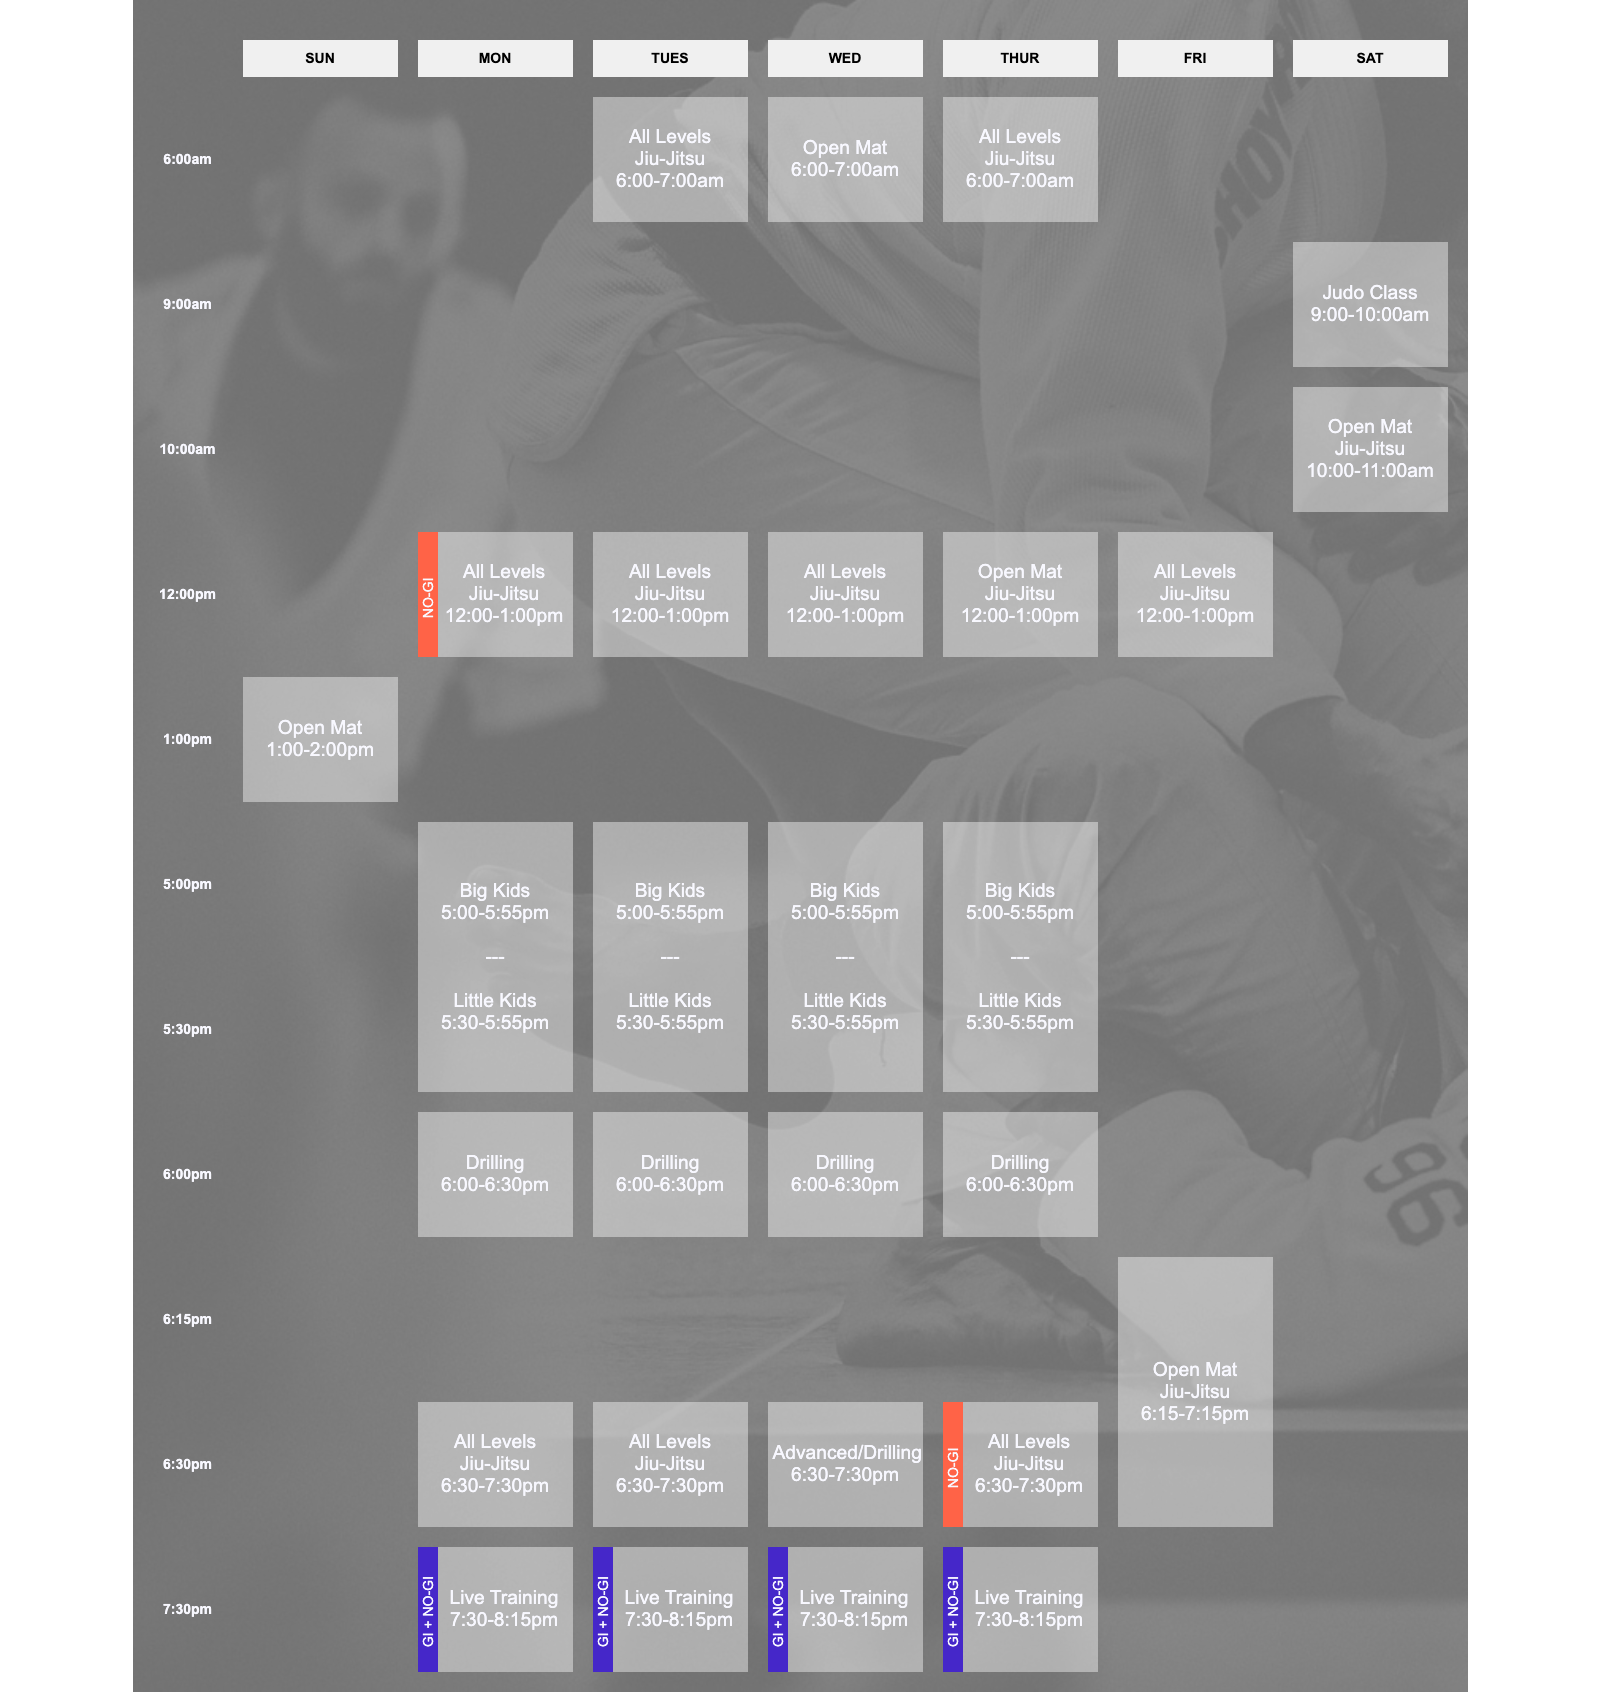 SUN
MON
TUES
WED
THUR
FRI
SAT
6:00am
All Levels
Jiu-Jitsu
6:00-7:00am
Open Mat
6:00-7:00am
All Levels
Jiu-Jitsu
6:00-7:00am
9:00am
Judo Class
9:00-10:00am
10:00am
Open Mat
Jiu-Jitsu
10:00-11:00am
12:00pm
NO-GI
All Levels
Jiu-Jitsu
12:00-1:00pm
All Levels
Jiu-Jitsu
12:00-1:00pm
All Levels
Jiu-Jitsu
12:00-1:00pm
Open Mat
Jiu-Jitsu
12:00-1:00pm
All Levels
Jiu-Jitsu
12:00-1:00pm
1:00pm
Open Mat
1:00-2:00pm
5:00pm
5:30pm
Big Kids
5:00-5:55pm
---
Little Kids
5:30-5:55pm
Big Kids
5:00-5:55pm
---
Little Kids
5:30-5:55pm
Big Kids
5:00-5:55pm
---
Little Kids
5:30-5:55pm
Big Kids
5:00-5:55pm
---
Little Kids
5:30-5:55pm
6:00pm
Drilling
6:00-6:30pm
Drilling
6:00-6:30pm
Drilling
6:00-6:30pm
Drilling
6:00-6:30pm
6:15pm
Open Mat
Jiu-Jitsu
6:15-7:15pm
6:30pm
All Levels
Jiu-Jitsu
6:30-7:30pm
All Levels
Jiu-Jitsu
6:30-7:30pm
Advanced/Drilling
6:30-7:30pm
NO-GI
All Levels
Jiu-Jitsu
6:30-7:30pm
7:30pm
GI + NO-GI
Live Training
7:30-8:15pm
GI + NO-GI
Live Training
7:30-8:15pm
GI + NO-GI
Live Training
7:30-8:15pm
GI + NO-GI
Live Training
7:30-8:15pm
96